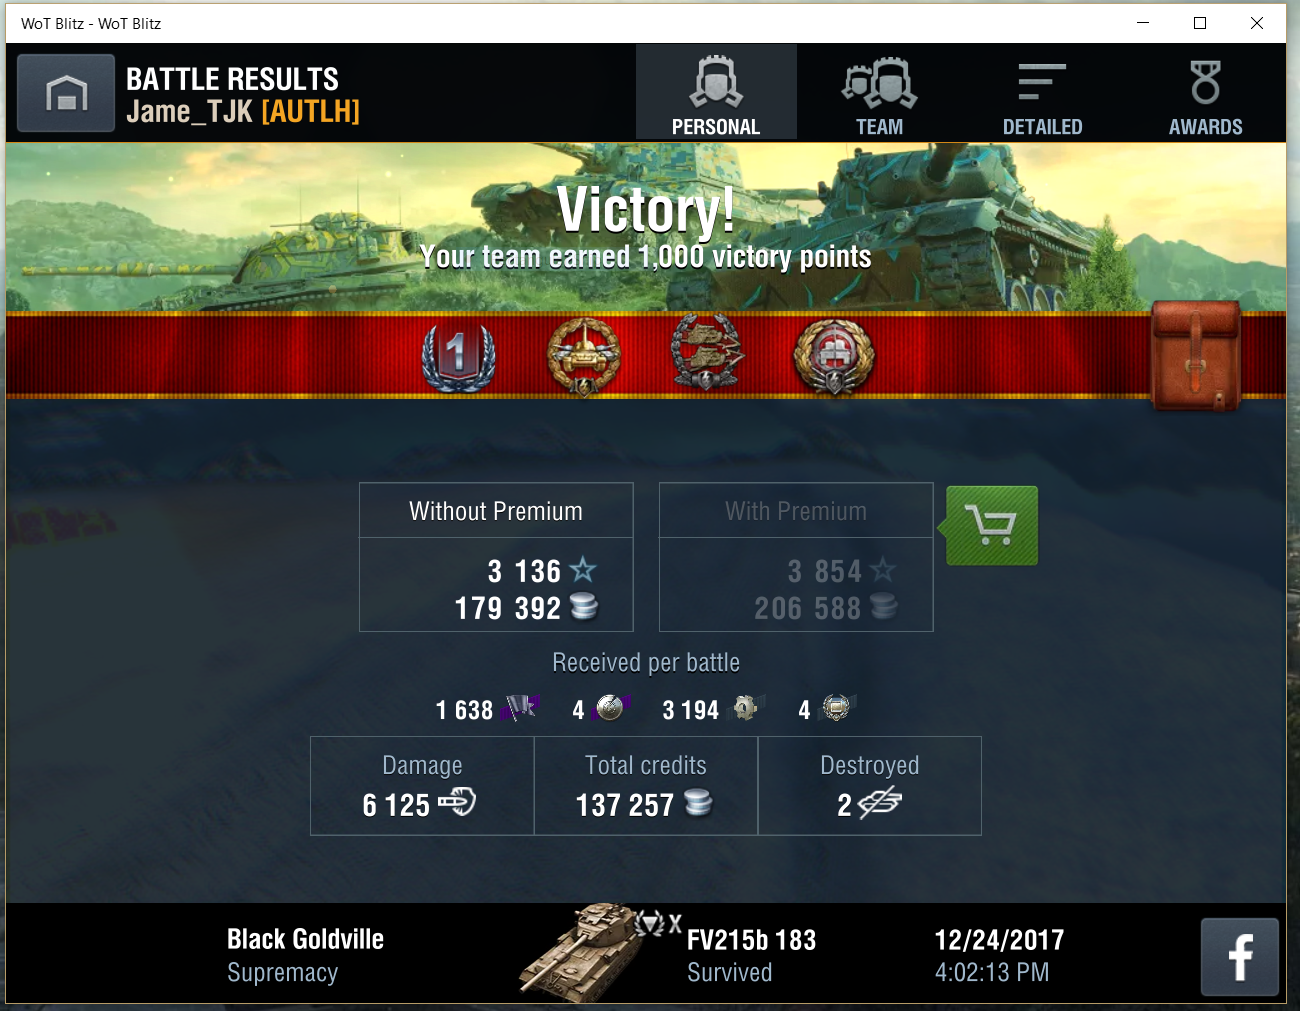 WoT Blitz - WoT Blitz
BATTLE RESULTS
Jame_TJK [AUTLH]
PERSONAL
TEAM
DETAILED
AWARDS
Victory!
Your team earned 1,000 victory points
1
Without Premium
With Premium
3 136
3 854
179 392
206 588
Received per battle
1 638
4
3 194
4
Damage
Total credits
Destroyed
6 125
137 257
2
X
Black Goldville
FV215b 183
12/24/2017
Supremacy
Survived
4:02:13 PM
f